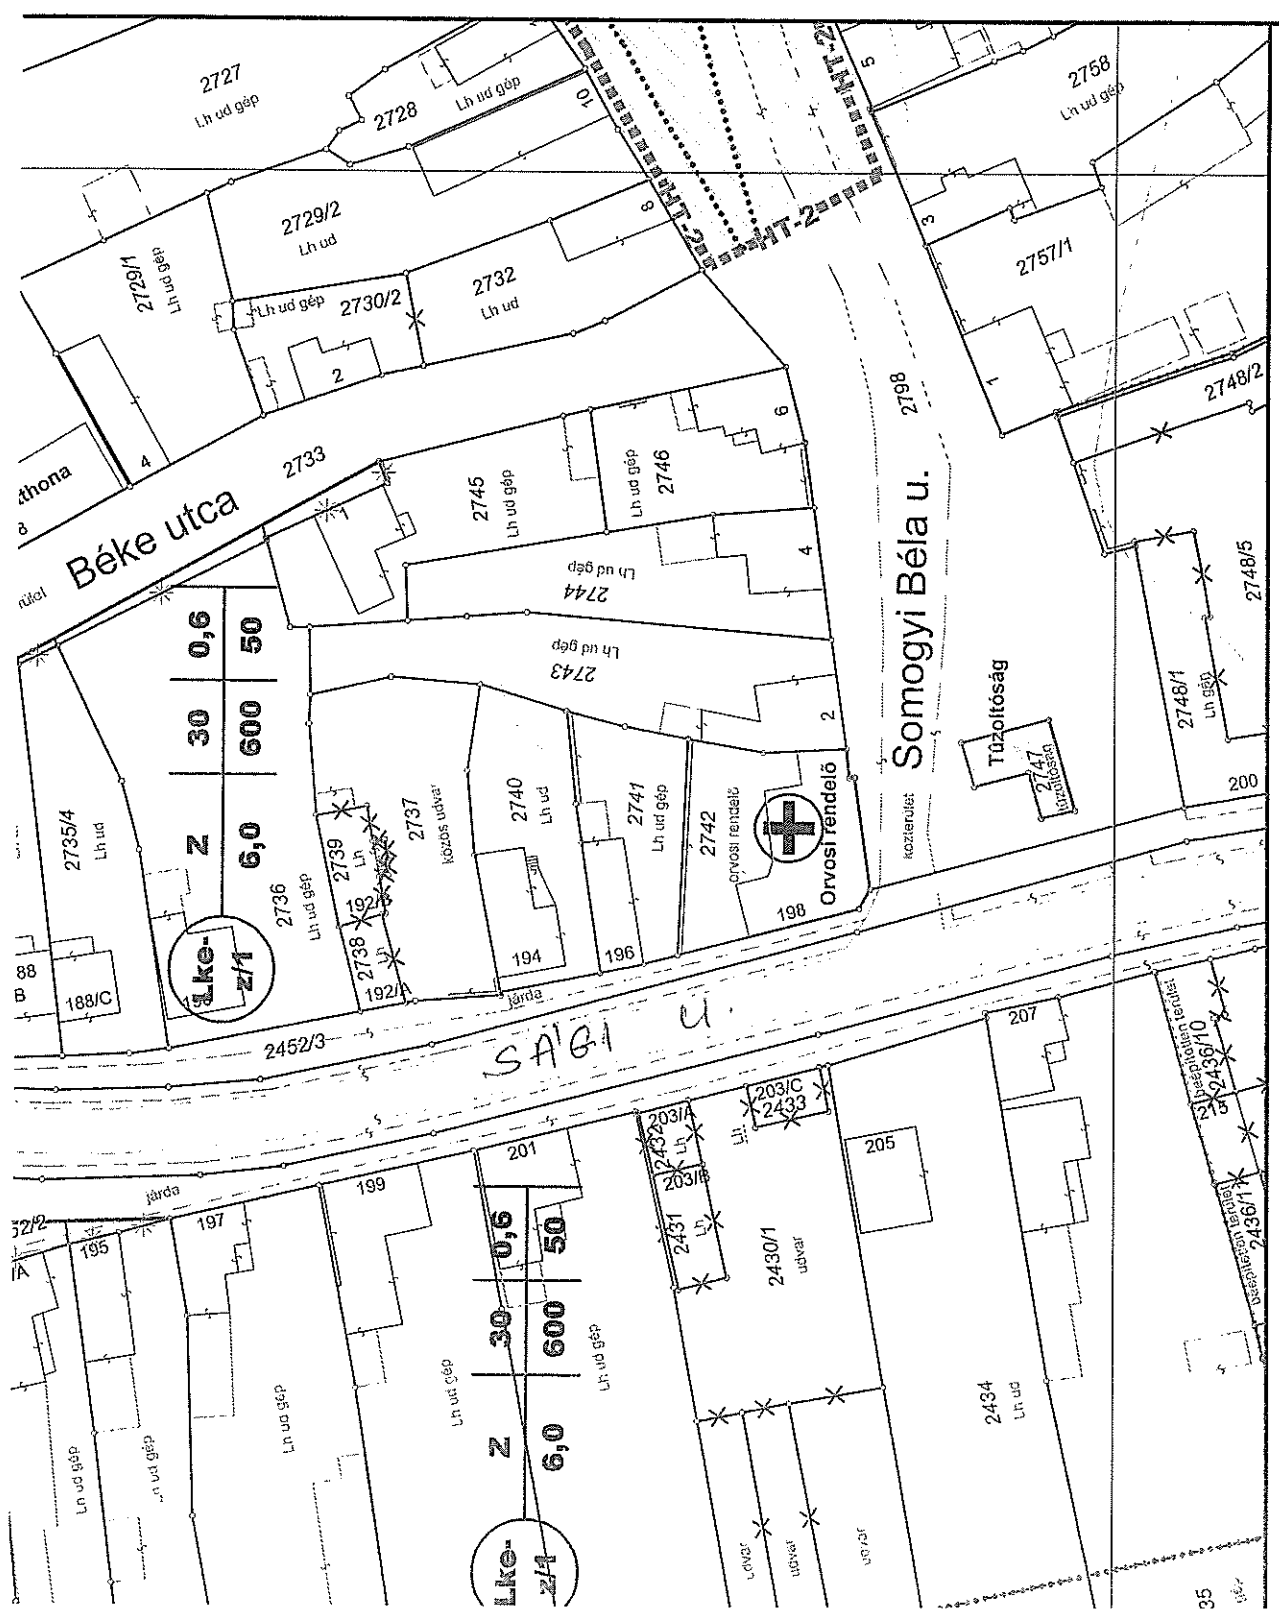 2727
Lh ud gép
2728
Lh ud gép
10
HT-2
5
2758
Lh ud gép
2729/1
Lh ud gép
2729/2
Lh ud
8
HT-2
HT-2
3
2757/1
Lh ud gép
2730/2
2732
Lh ud
2
1
2798
2748/2
4
2733
Béke utca
2745
Lh ud gép
Lh ud gép
2746
6
1
4
2744
Lh ud gép
2743
Lh ud gép
2
Somogyi Béla u.
2748/5
2748/1
Lh gép
Tűzoltóság
2747
tűzoltóság
200
Z 30 0,6
6,0 600 50
Lke-
z/1
2735/4
Lh ud
2736
Lh ud gép
2739
Lh
2738
192/A
2737
közös udvar
2740
Lh ud
2741
Lh ud gép
2742
orvosi rendelő
Orvosi rendelő
közterület
194
196
198
88
B
188/C
2452/3
járda
SÁGI U.
207
203/C
2433
203/A
2432
Lh
Lh
203/B
2431
Lh
201
199
járda
197
195
52/2
/A
205
2430/1
udvar
2434
Lh ud
beépítetlen terület
2436/10
215
beépítetlen terület
2436/11
Z 30 0,6
6,0 600 50
Lke-
z/1
Lh ud gép
Lh ud gép
Lh ud gép
Lh ud gép
udvar
udvar
udvar
35